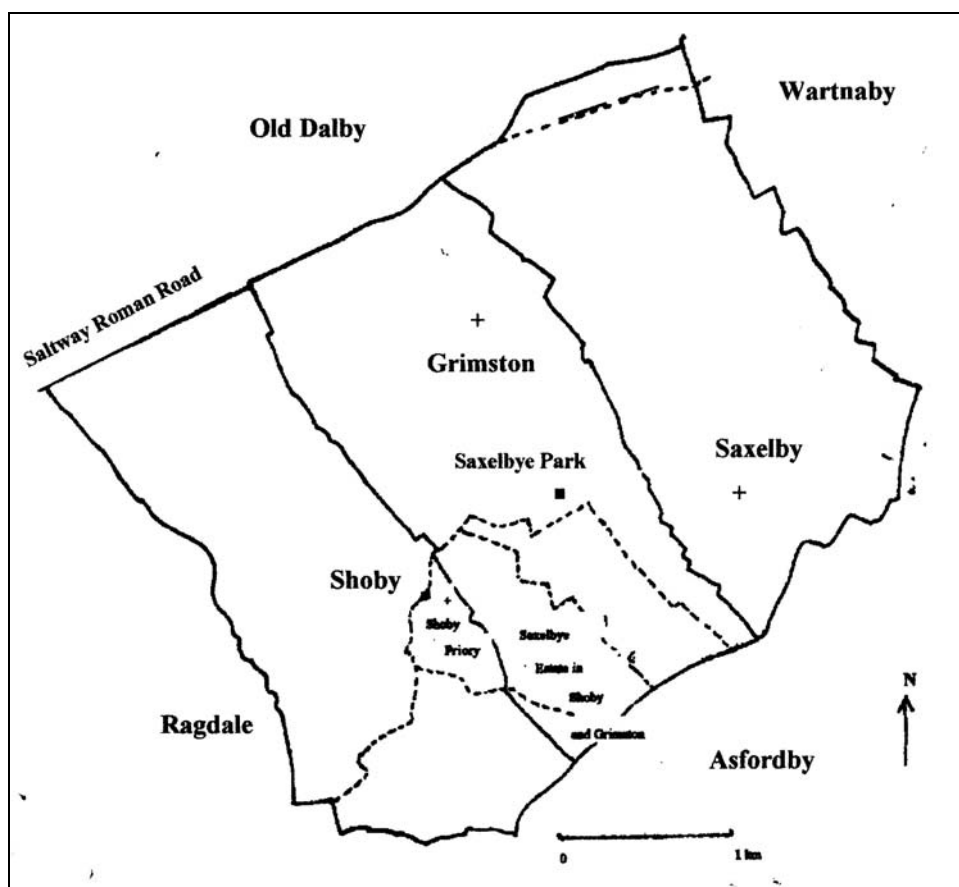 Wartnaby
Old Dalby
Saltway Roman Road
Grimston
Saxelby
Saxelbye Park
Shoby
Shoby
Priory
Saxelbye
Estate in
Shoby
and Grimston
Ragdale
Asfordby
N
0
1 km